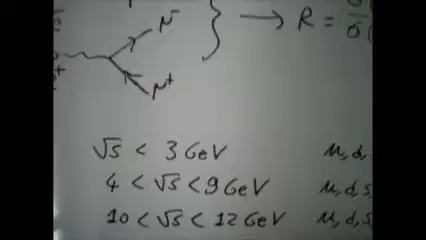 μ⁻
→ R = σ
σ(
μ⁺
√s < 3 GeV u, d,
4 < √s < 9 GeV u, d, s,
10 < √s < 12 GeV u, d, s